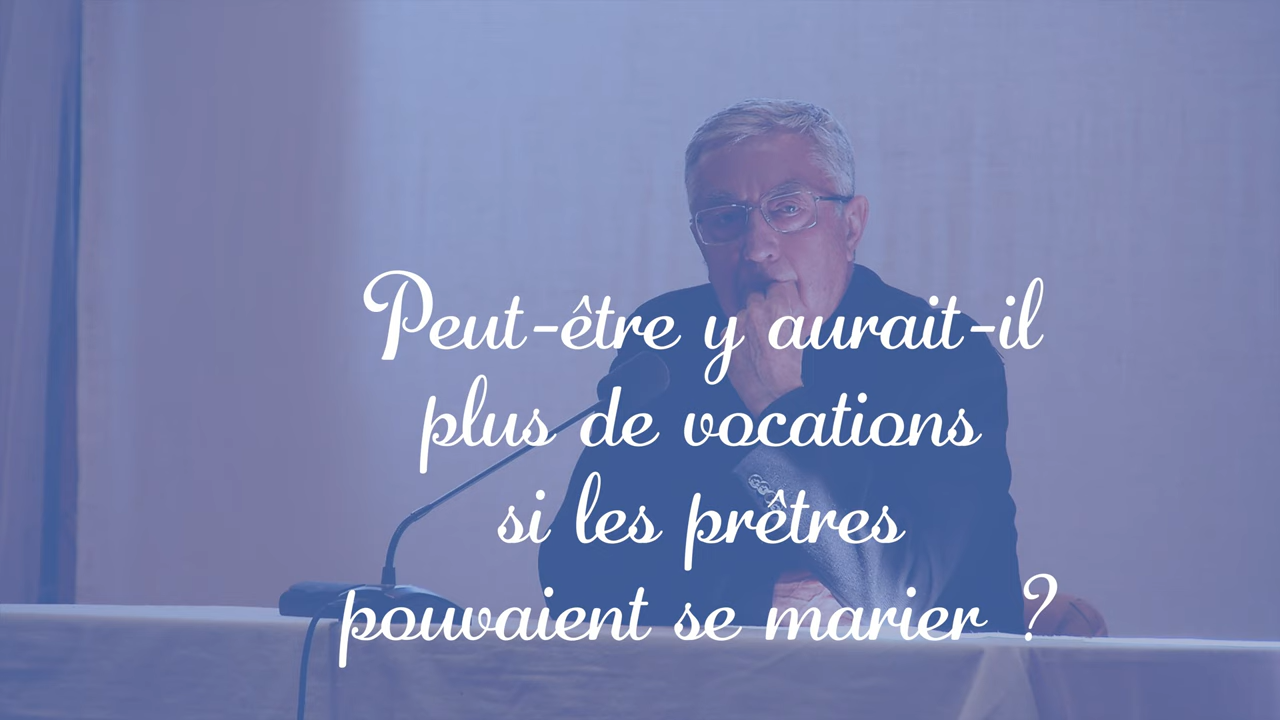 Peut-être y aurait-il
plus de vocations
si les prêtres
pouvaient se marier ?